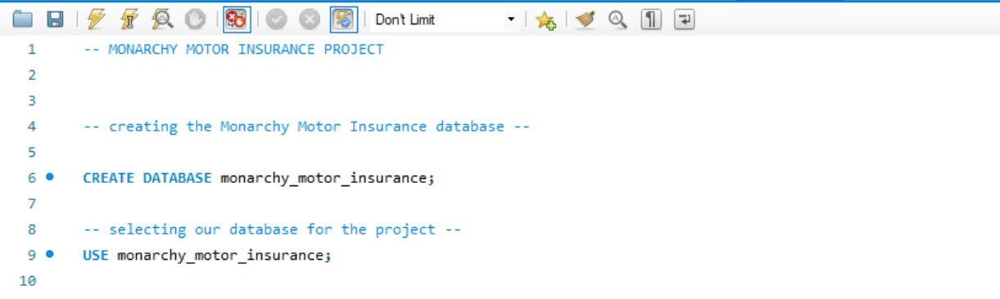 Don't Limit
1 -- MONARCHY MOTOR INSURANCE PROJECT
2
3
4 -- creating the Monarchy Motor Insurance database --
5
6 CREATE DATABASE monarchy_motor_insurance;
7
8 -- selecting our database for the project --
9 USE monarchy_motor_insurance;
10